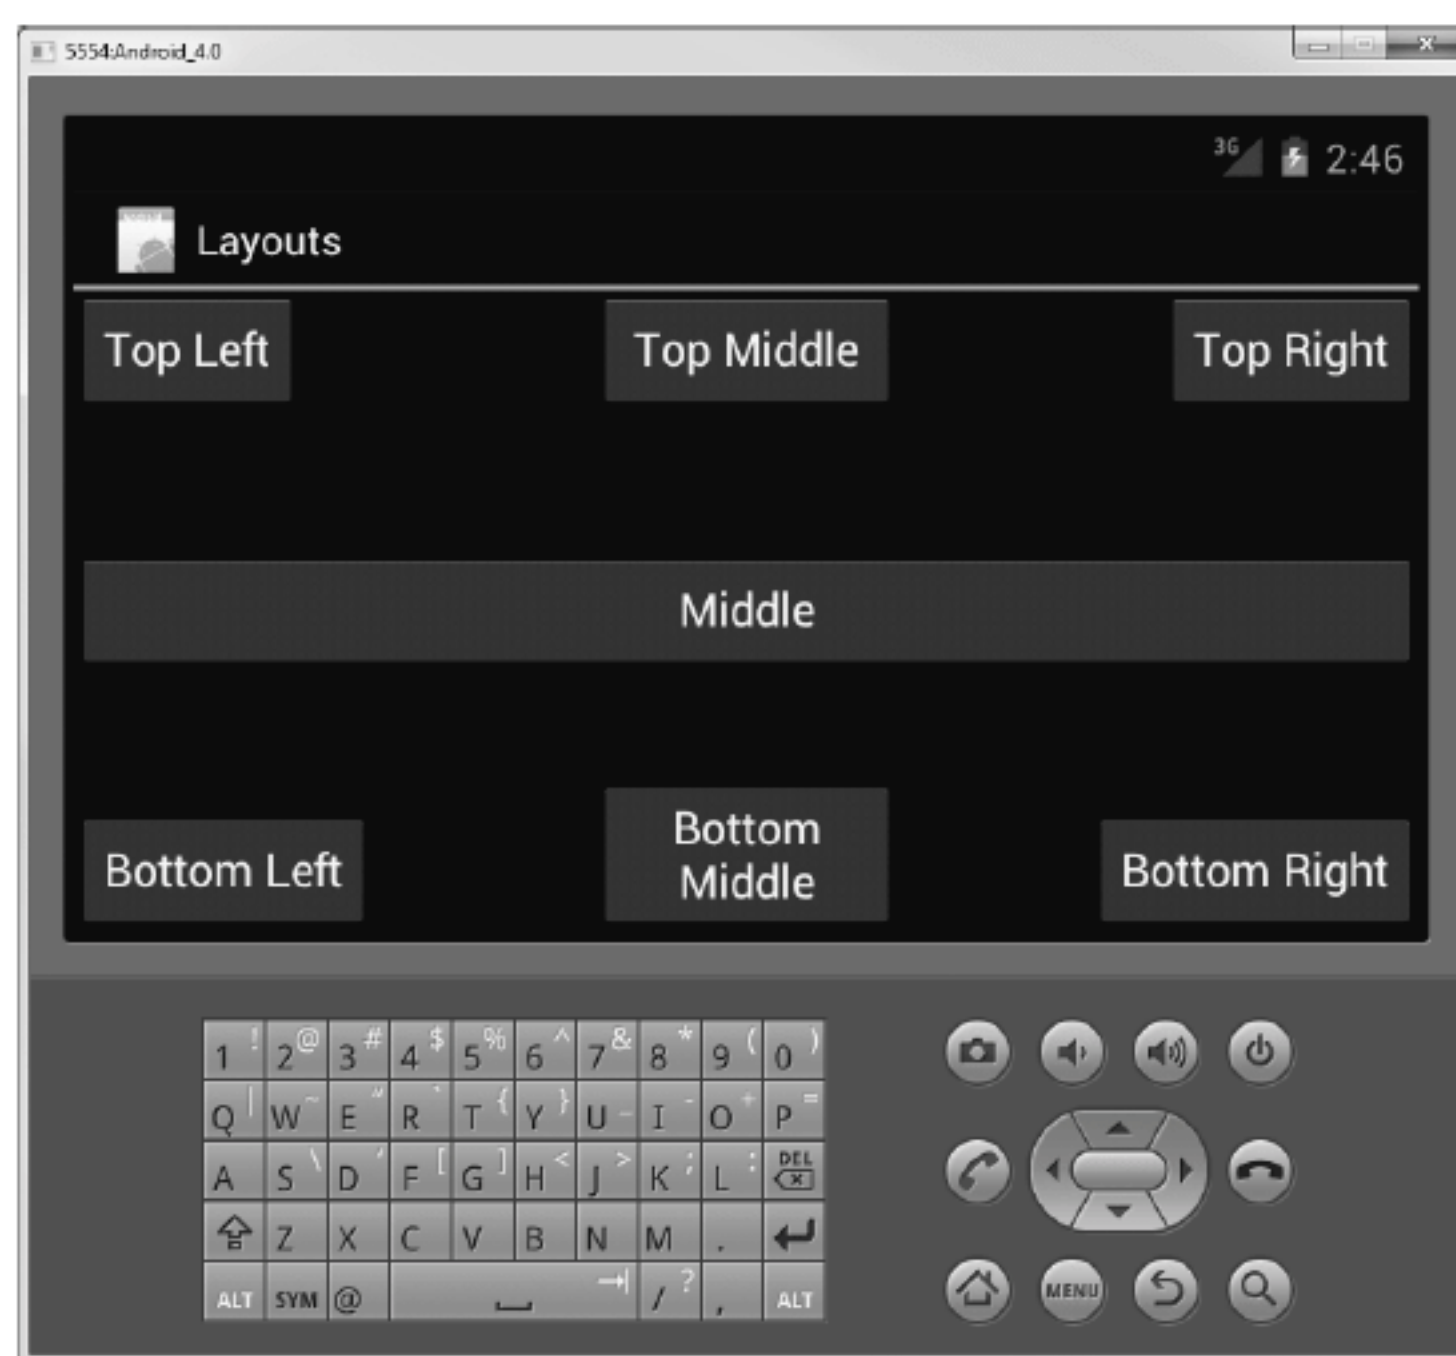 5554:Android_4.0
3G 2:46
Layouts
Top Left Top Middle Top Right
Middle
Bottom Left Bottom Middle Bottom Right
1 ! 2 @ 3 # 4 $ 5 % 6 ^ 7 & 8 * 9 ( 0 )
Q | W ~ E " R ` T { Y } U _ I - O + P =
A S \ D ' F [ G ] H < J > K ; L : DEL
Z X C V B N M .
ALT SYM @ / ? , ALT
MENU